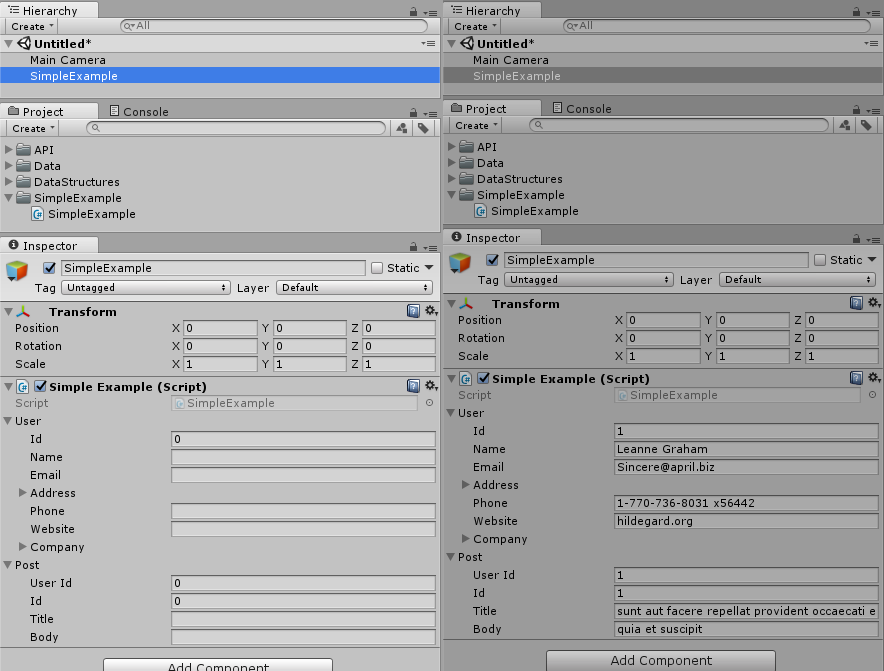 Hierarchy
Create All
Untitled*
Main Camera
SimpleExample
Project Console
Create
API
Data
DataStructures
SimpleExample
SimpleExample
Inspector
SimpleExample Static
Tag Untagged Layer Default
Transform
Position X 0 Y 0 Z 0
Rotation X 0 Y 0 Z 0
Scale X 1 Y 1 Z 1
Simple Example (Script)
Script SimpleExample
User
Id 0
Name
Email
Address
Phone
Website
Company
Post
User Id 0
Id 0
Title
Body
Add Component
Hierarchy
Create All
Untitled*
Main Camera
SimpleExample
Project Console
Create
API
Data
DataStructures
SimpleExample
SimpleExample
Inspector
SimpleExample Static
Tag Untagged Layer Default
Transform
Position X 0 Y 0 Z 0
Rotation X 0 Y 0 Z 0
Scale X 1 Y 1 Z 1
Simple Example (Script)
Script SimpleExample
User
Id 1
Name Leanne Graham
Email Sincere@april.biz
Address
Phone 1-770-736-8031 x56442
Website hildegard.org
Company
Post
User Id 1
Id 1
Title sunt aut facere repellat provident occaecati e
Body quia et suscipit
Add Component